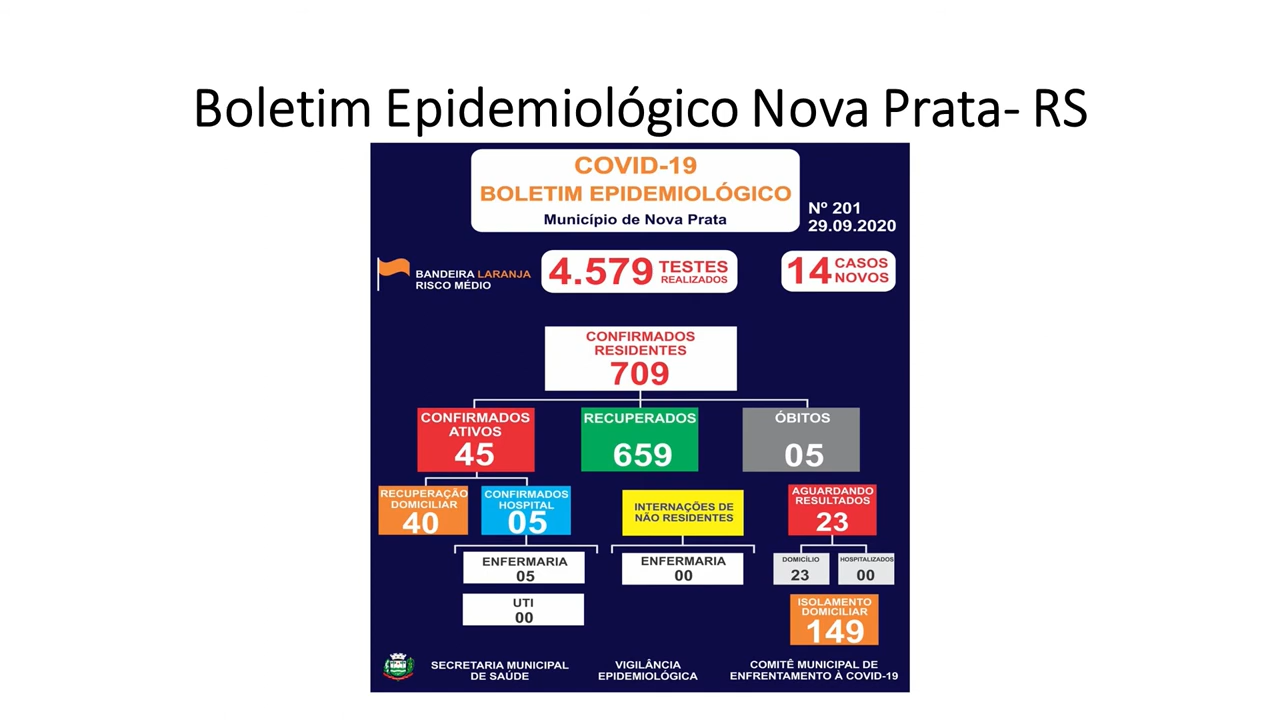 Boletim Epidemiológico Nova Prata- RS
COVID-19
BOLETIM EPIDEMIOLÓGICO
Município de Nova Prata
Nº 201
29.09.2020
BANDEIRA LARANJA
RISCO MÉDIO
4.579 TESTES
REALIZADOS
14 CASOS
NOVOS
CONFIRMADOS
RESIDENTES
709
CONFIRMADOS
ATIVOS
45
RECUPERADOS
659
ÓBITOS
05
RECUPERAÇÃO
DOMICILIAR
40
CONFIRMADOS
HOSPITAL
05
INTERNAÇÕES DE
NÃO RESIDENTES
AGUARDANDO
RESULTADOS
23
ENFERMARIA
05
ENFERMARIA
00
DOMICÍLIO
23
HOSPITALIZADOS
00
UTI
00
ISOLAMENTO
DOMICILIAR
149
SECRETARIA MUNICIPAL
DE SAÚDE
VIGILÂNCIA
EPIDEMIOLÓGICA
COMITÊ MUNICIPAL DE
ENFRENTAMENTO À COVID-19